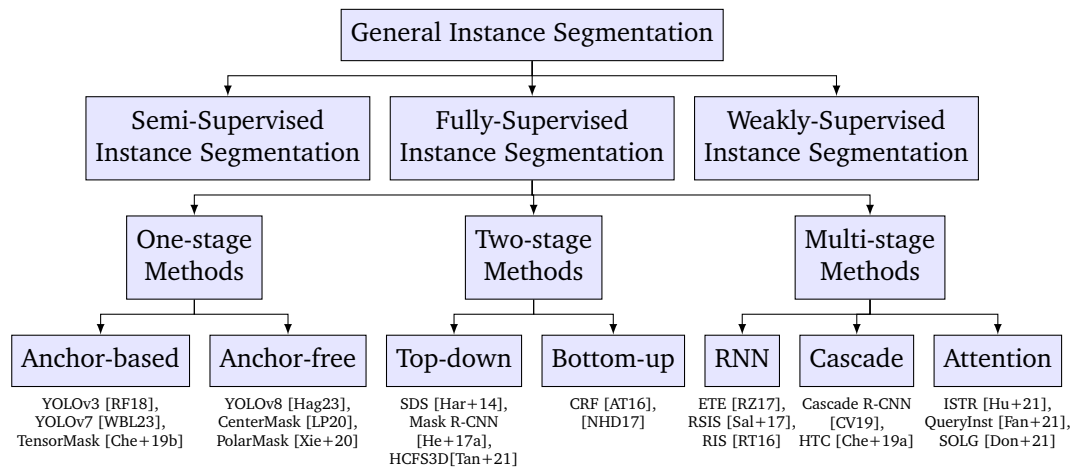 General Instance Segmentation
Semi-Supervised
Instance Segmentation
Fully-Supervised
Instance Segmentation
Weakly-Supervised
Instance Segmentation
One-stage
Methods
Two-stage
Methods
Multi-stage
Methods
Anchor-based
YOLOv3 [RF18],
YOLOv7 [WBL23],
TensorMask [Che+19b]
Anchor-free
YOLOv8 [Hag23],
CenterMask [LP20],
PolarMask [Xie+20]
Top-down
SDS [Har+14],
Mask R-CNN
[He+17a],
HCFS3D[Tan+21]
Bottom-up
CRF [AT16],
[NHD17]
RNN
ETE [RZ17],
RSIS [Sal+17],
RIS [RT16]
Cascade
Cascade R-CNN
[CV19],
HTC [Che+19a]
Attention
ISTR [Hu+21],
QueryInst [Fan+21],
SOLG [Don+21]